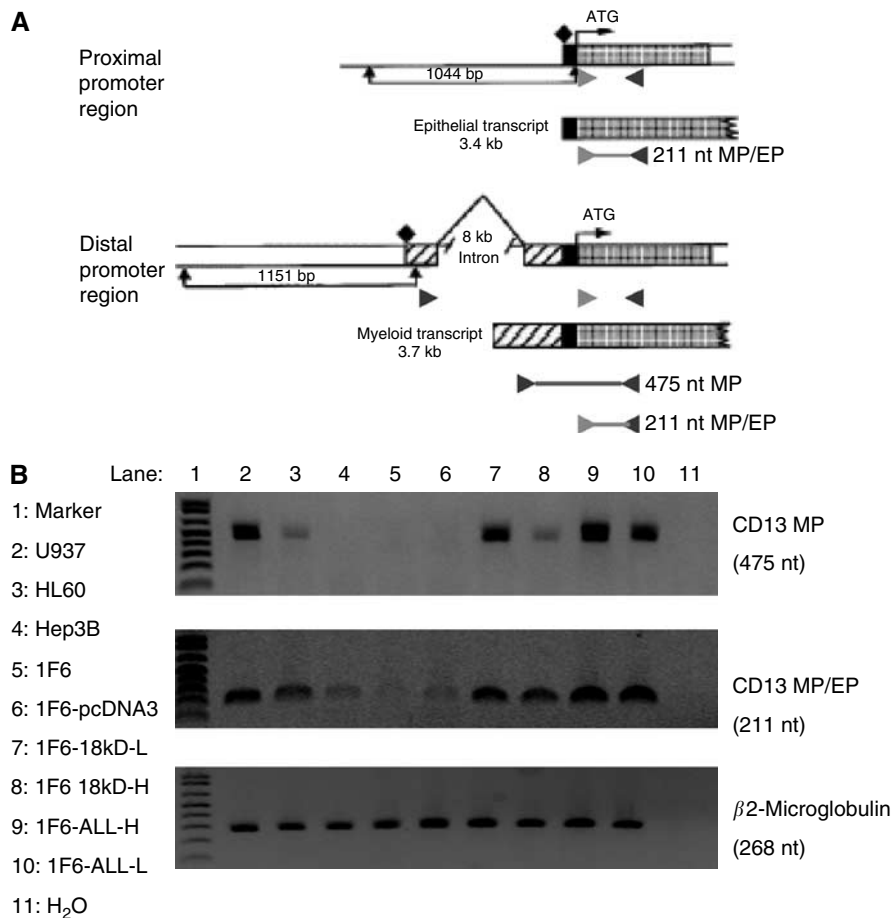 A
Proximal
promoter
region
ATG
1044 bp
Epithelial transcript
3.4 kb
211 nt MP/EP
Distal
promoter
region
ATG
8 kb
Intron
1151 bp
Myeloid transcript
3.7 kb
475 nt MP
211 nt MP/EP
B
Lane: 1 2 3 4 5 6 7 8 9 10 11
1: Marker
2: U937
3: HL60
4: Hep3B
5: 1F6
6: 1F6-pcDNA3
7: 1F6-18kD-L
8: 1F6 18kD-H
9: 1F6-ALL-H
10: 1F6-ALL-L
11: H₂O
CD13 MP
(475 nt)
CD13 MP/EP
(211 nt)
β2-Microglobulin
(268 nt)